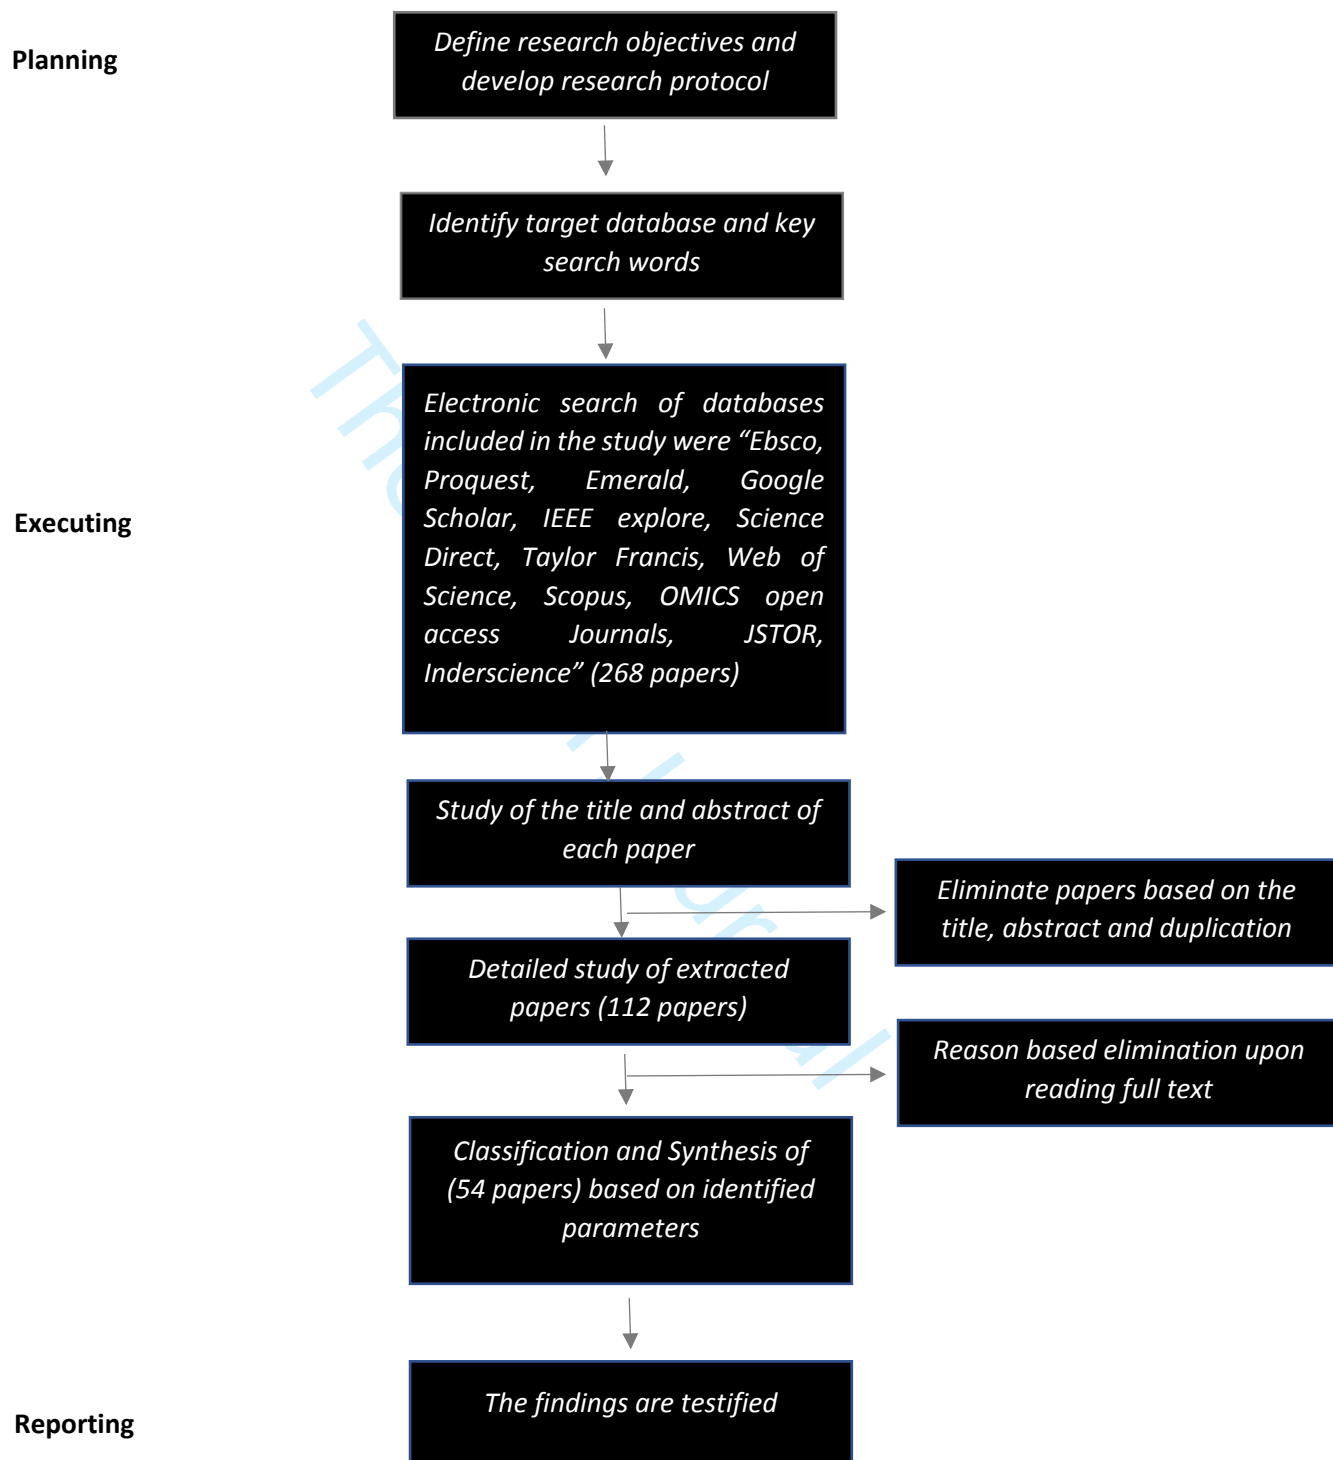 Planning
Define research objectives and
develop research protocol
Identify target database and key
search words
Executing
Electronic search of databases
included in the study were “Ebsco,
Proquest, Emerald, Google
Scholar, IEEE explore, Science
Direct, Taylor Francis, Web of
Science, Scopus, OMICS open
access Journals, JSTOR,
Inderscience” (268 papers)
Study of the title and abstract of
each paper
Eliminate papers based on the
title, abstract and duplication
Detailed study of extracted
papers (112 papers)
Reason based elimination upon
reading full text
Classification and Synthesis of
(54 papers) based on identified
parameters
The findings are testified
Reporting